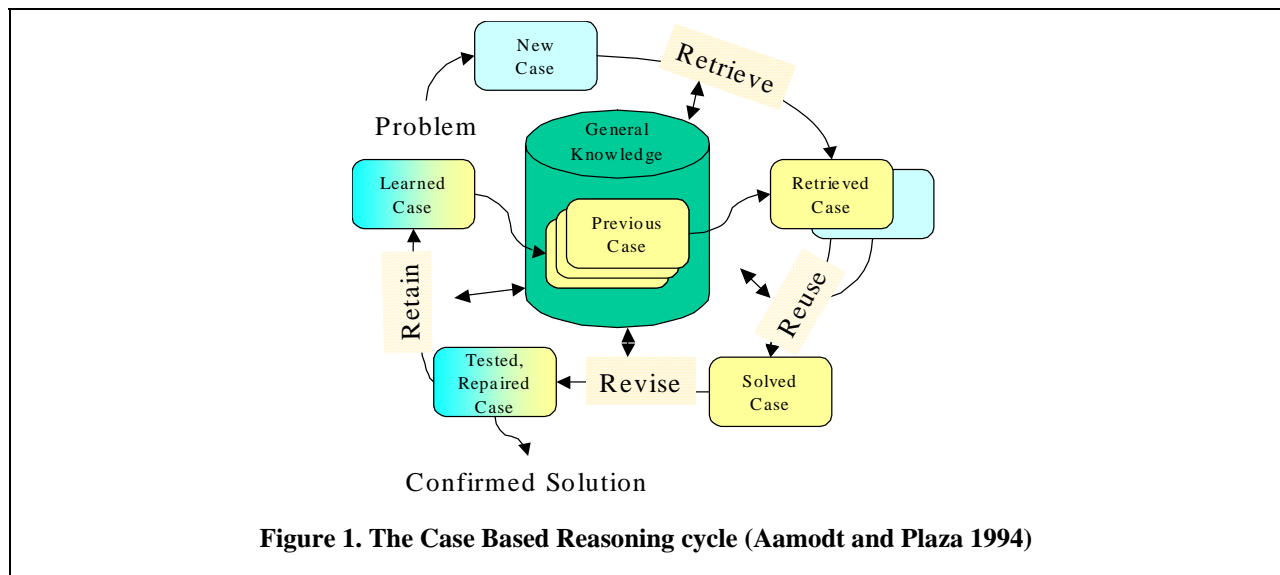 New
Case
Retrieve
Problem
General
Knowledge
Learned
Case
Previous
Case
Retrieved
Case
Retain
Reuse
Tested,
Repaired
Case
Revise
Solved
Case
Confirmed Solution
Figure 1. The Case Based Reasoning cycle (Aamodt and Plaza 1994)